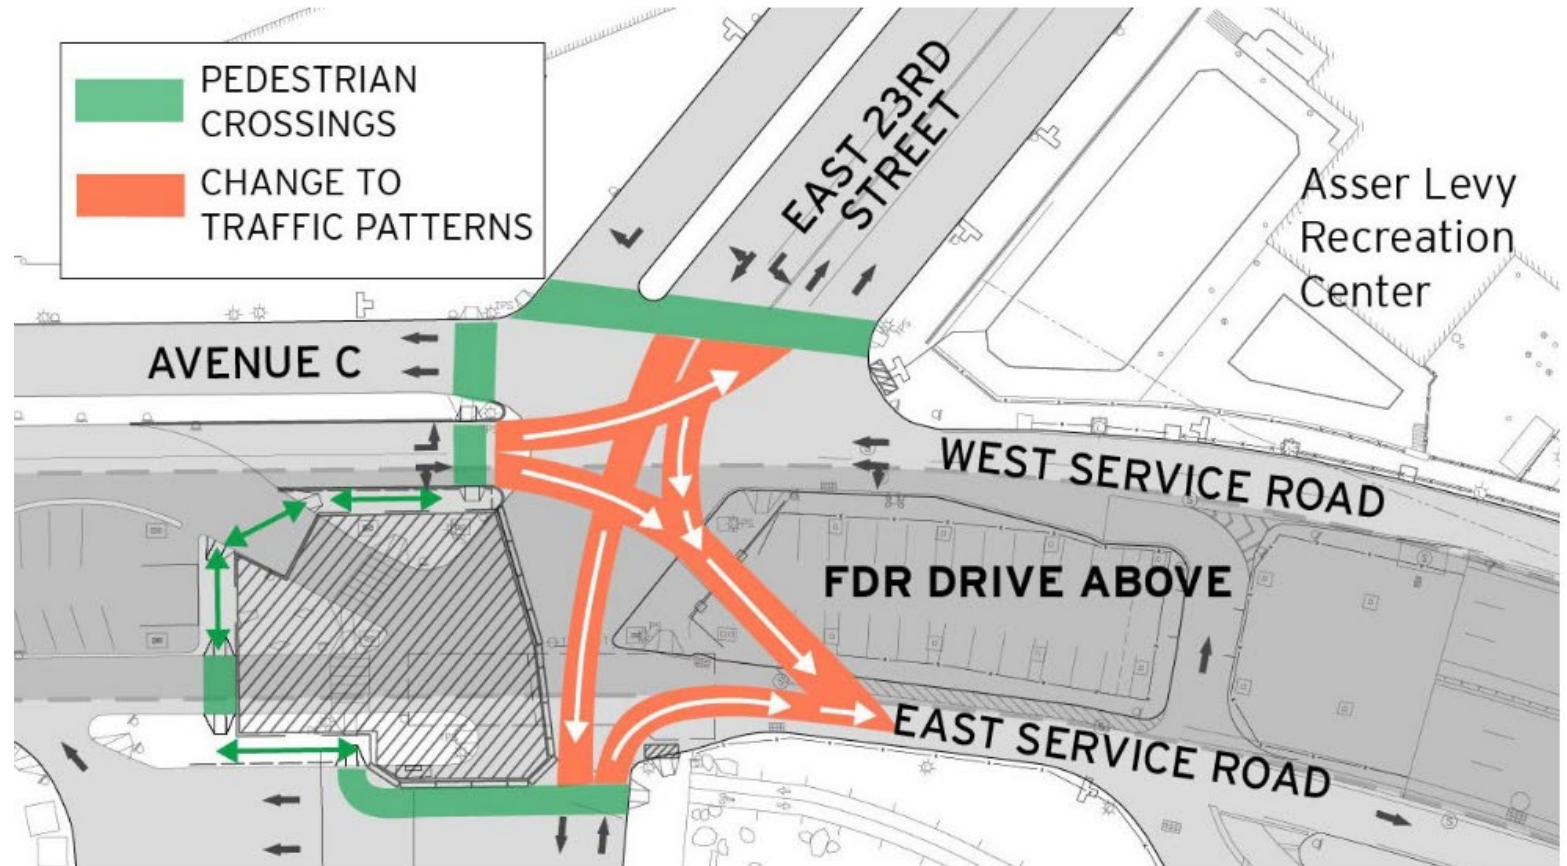 PEDESTRIAN
CROSSINGS
CHANGE TO
TRAFFIC PATTERNS
EAST 23RD
STREET
Asser Levy
Recreation
Center
AVENUE C
WEST SERVICE ROAD
FDR DRIVE ABOVE
EAST SERVICE ROAD